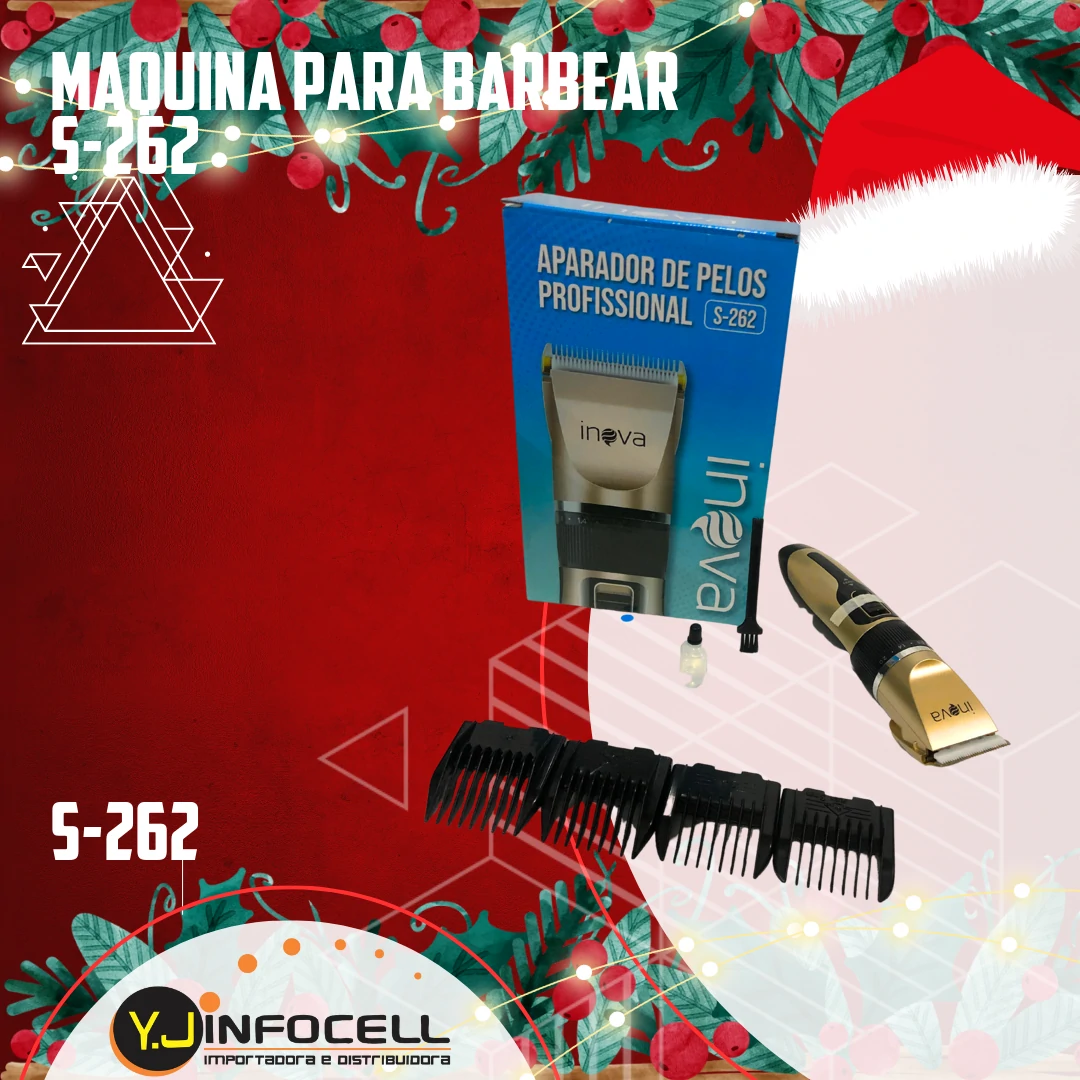 MAQUINA PARA BARBEAR
S-262
APARADOR DE PELOS
PROFISSIONAL S-262
inova
inova
inova
S-262
Y.J INFOCELL
IMPORTADORA E DISTRIBUIDORA